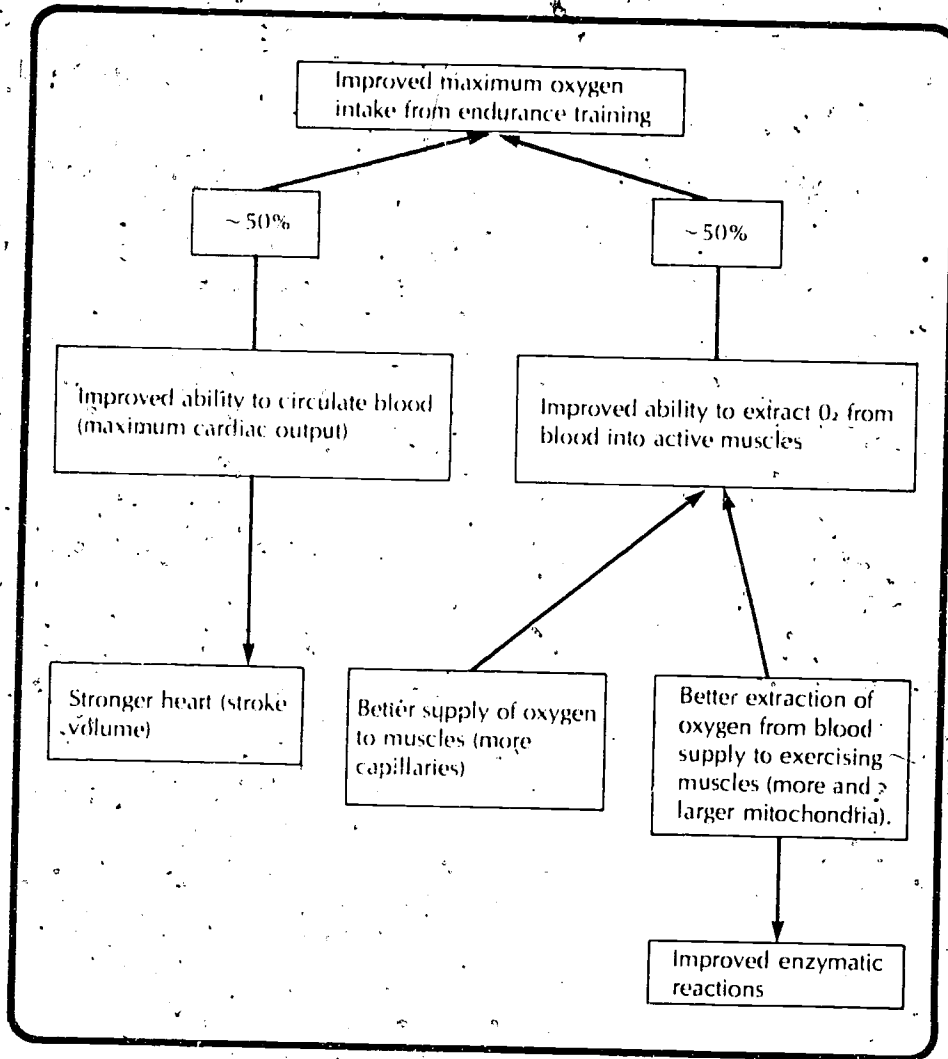 Improved maximum oxygen
intake from endurance training
~ 50%
~ 50%
Improved ability to circulate blood
(maximum cardiac output)
Improved ability to extract 0₂ from
blood into active muscles
Stronger heart (stroke
volume)
Better supply of oxygen
to muscles (more
capillaries)
Better extraction of
oxygen from blood
supply to exercising
muscles (more and
larger mitochondria).
Improved enzymatic
reactions